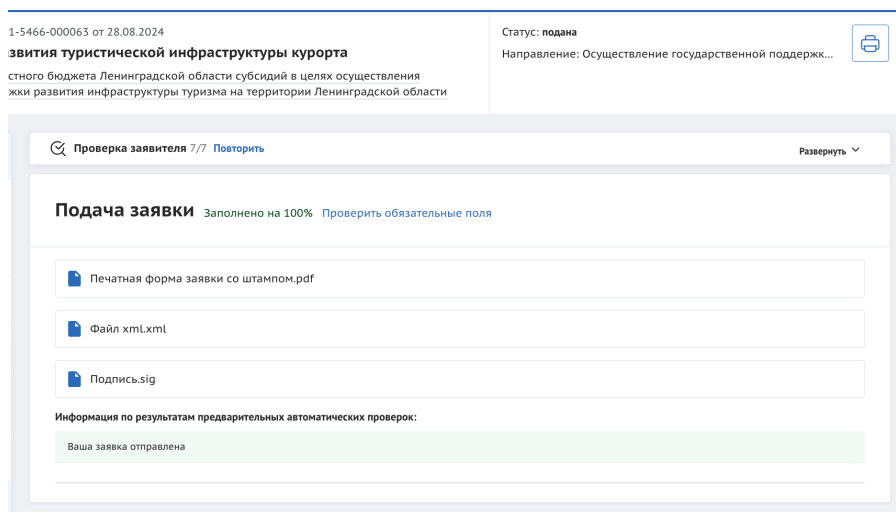 1-5466-000063 от 28.08.2024
звития туристической инфраструктуры курорта
стного бюджета Ленинградской области субсидий в целях осуществления
жки развития инфраструктуры туризма на территории Ленинградской области
Статус: подана
Направление: Осуществление государственной поддержк...
Проверка заявителя 7/7 Повторить
Развернуть
Подача заявки Заполнено на 100% Проверить обязательные поля
Печатная форма заявки со штампом.pdf
Файл xml.xml
Подпись.sig
Информация по результатам предварительных автоматических проверок:
Ваша заявка отправлена